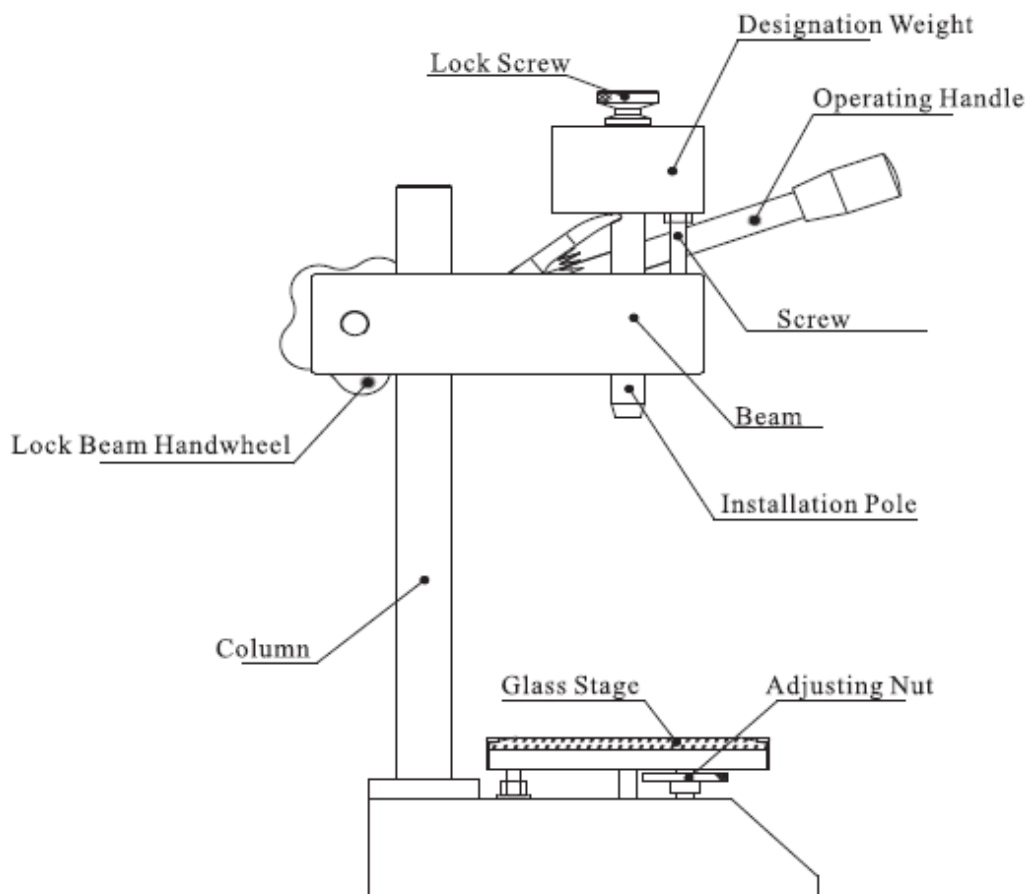 Designation Weight
Lock Screw
Operating Handle
Screw
Beam
Lock Beam Handwheel
Installation Pole
Column
Glass Stage
Adjusting Nut